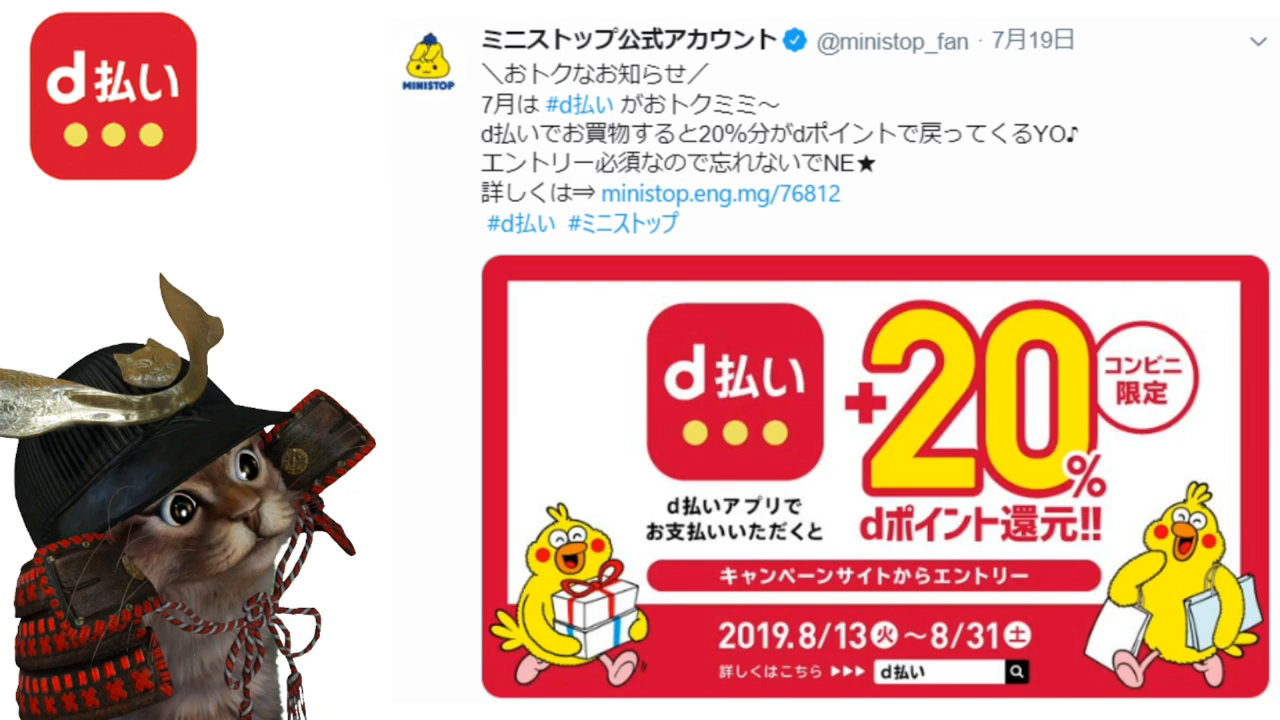 d払い
ミニストップ公式アカウント @ministop_fan · 7月19日
MINISTOP
＼おトクなお知らせ／
7月は #d払い がおトクミミ～
d払いでお買物すると20%分がdポイントで戻ってくるYO♪
エントリー必須なので忘れないでNE★
詳しくは⇒ ministop.eng.mg/76812
#d払い #ミニストップ
d払い
+20%
コンビニ
限定
d払いアプリで
お支払いいただくと
dポイント還元!!
キャンペーンサイトからエントリー
2019.8/13火～8/31土
詳しくはこちら ▶▶▶ d払い